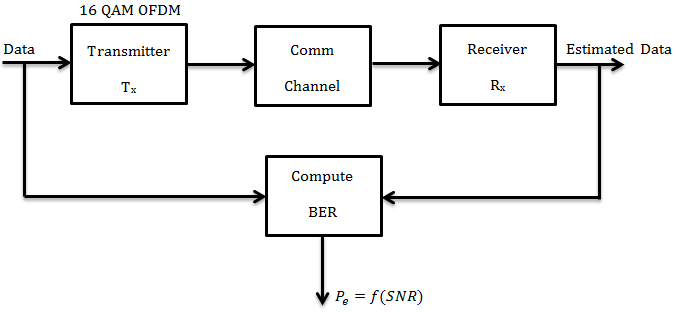 16 QAM OFDM
Data
Transmitter
Tx
Comm
Channel
Receiver
Rx
Estimated Data
Compute
BER
Pe = f(SNR)